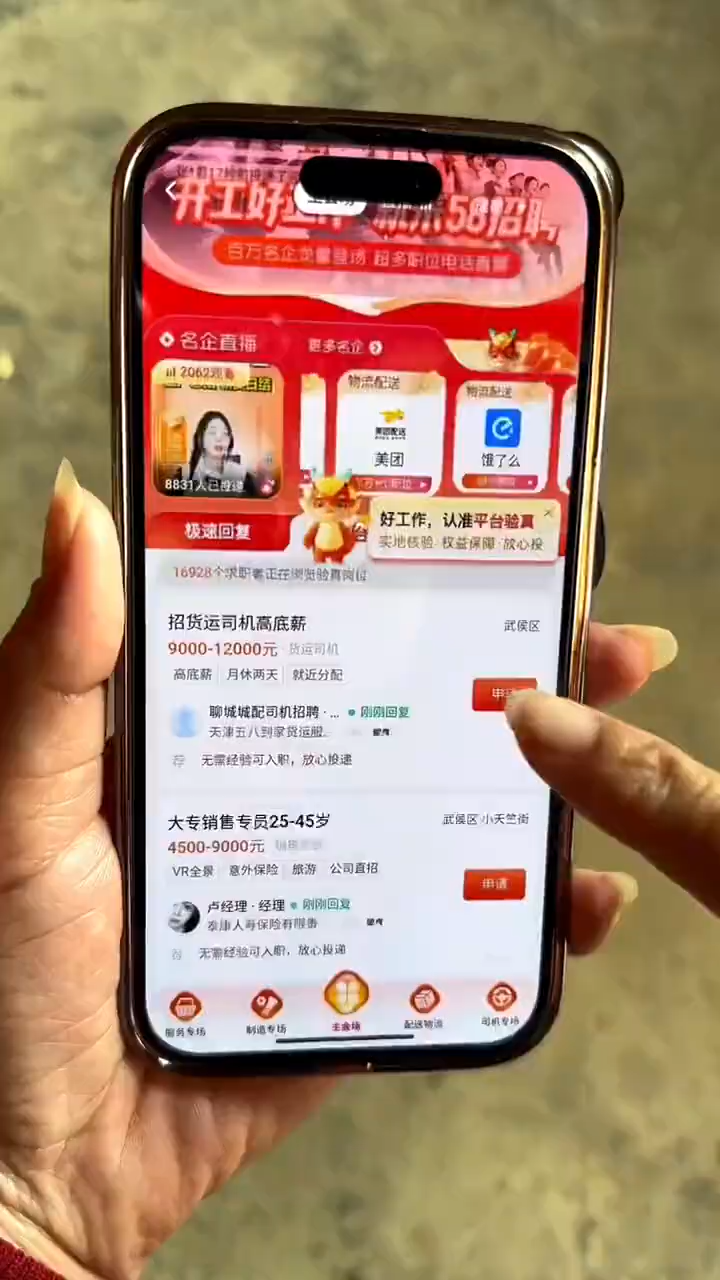 百万名企流量登场 超多职位电话直聊
名企直播
更多名企
2062观看
8831人已投递
物流配送
美团配送
美团
物流配送
饿了么
极速回复
好工作，认准平台验真
实地核验·权益保障·放心投
16928个求职者正在浏览验真岗位
招货运司机高底薪
武侯区
9000-12000元 货运司机
高底薪 月休两天 就近分配
申请
聊城城配司机招聘·... 刚刚回复
天津五八到家货运服..
荐 无需经验可入职，放心投递
大专销售专员25-45岁
武侯区 小天竺街
4500-9000元
VR全景 意外保险 旅游 公司直招
申请
卢经理·经理 刚刚回复
泰康人寿保险有限责
荐 无需经验可入职，放心投递
服务专场
制造专场
主会场
配送物流
司机专场